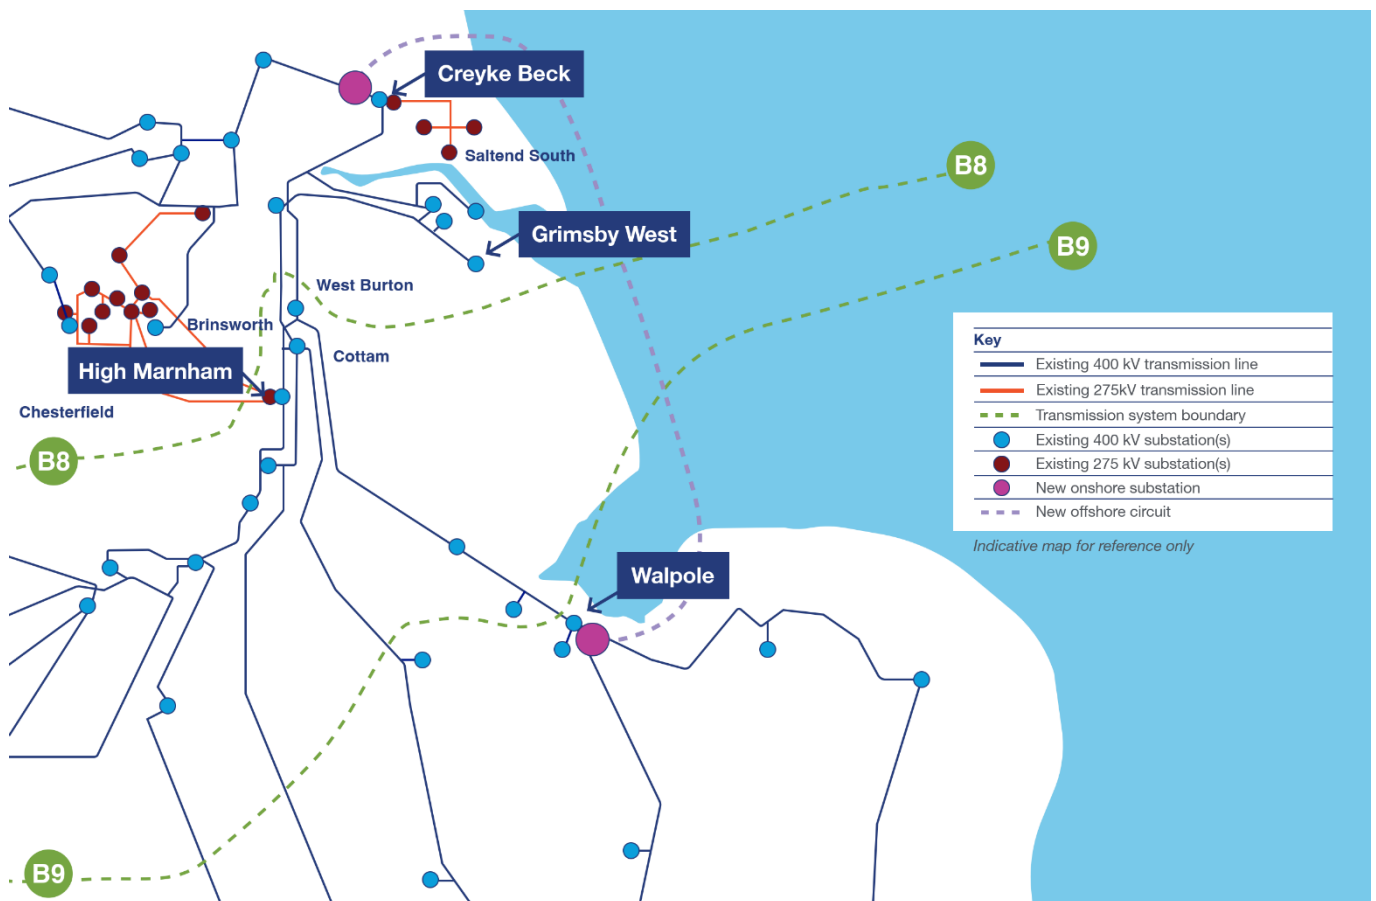 Creyke Beck
Saltend South
B8
Grimsby West
B9
West Burton
Brinsworth
Cottam
High Marnham
Chesterfield
B8
Key
Existing 400 kV transmission line
Existing 275kV transmission line
Transmission system boundary
Existing 400 kV substation(s)
Existing 275 kV substation(s)
New onshore substation
New offshore circuit
Indicative map for reference only
Walpole
B9